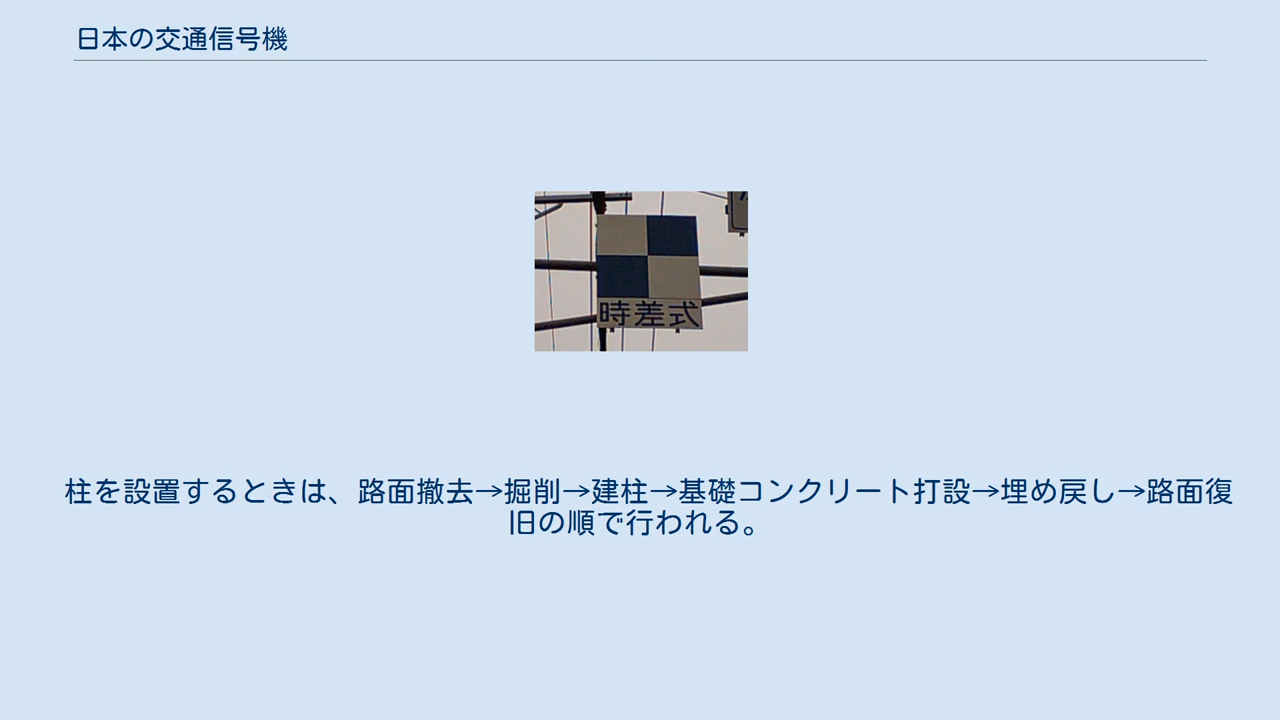 日本の交通信号機
時差式
柱を設置するときは、路面撤去→掘削→建柱→基礎コンクリート打設→埋め戻し→路面復
旧の順で行われる。